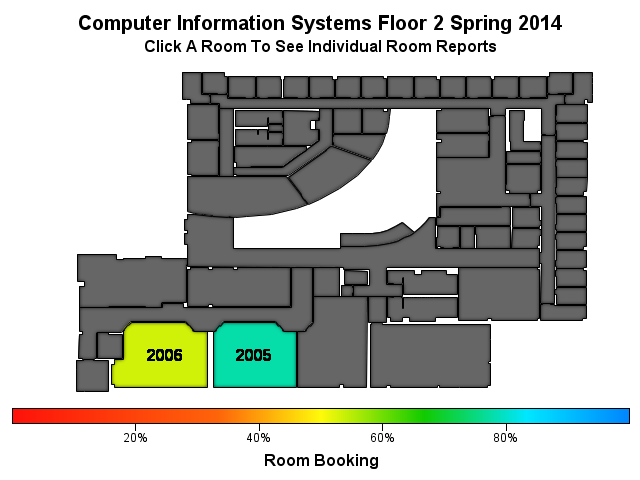 Computer Information Systems Floor 2 Spring 2014
Click A Room To See Individual Room Reports
2006 2005
20% 40% 60% 80%
Room Booking